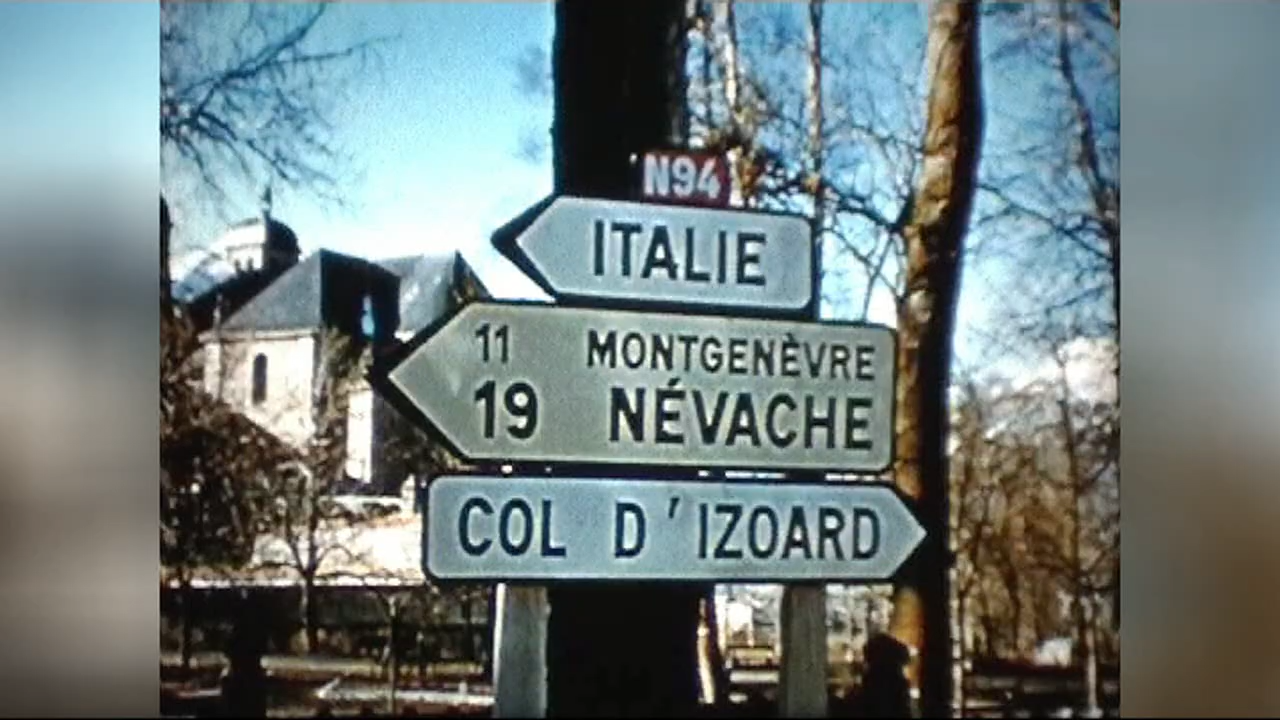 N94
ITALIE
11 MONTGENÈVRE
19 NÉVACHE
COL D'IZOARD